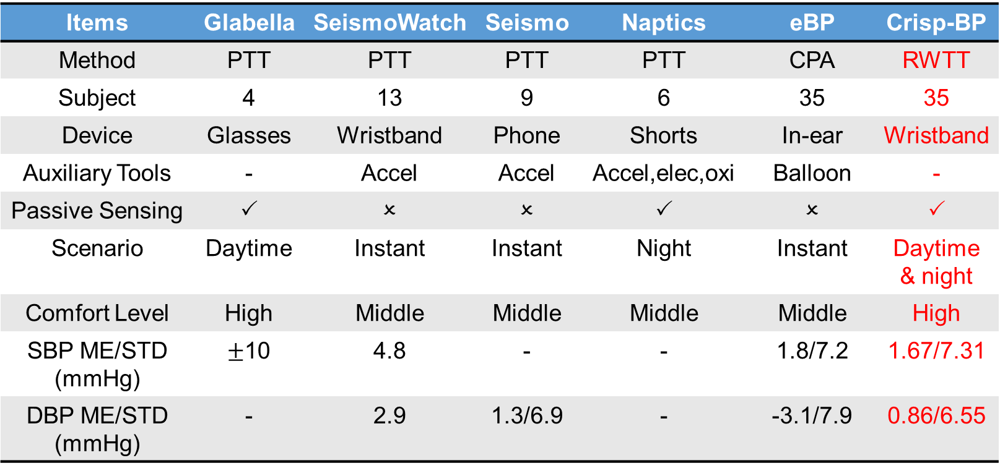 Items Glabella SeismoWatch Seismo Naptics eBP Crisp-BP
Method PTT PTT PTT PTT CPA RWTT
Subject 4 13 9 6 35 35
Device Glasses Wristband Phone Shorts In-ear Wristband
Auxiliary Tools - Accel Accel Accel,elec,oxi Balloon -
Passive Sensing ✓ × × ✓ × ✓
Scenario Daytime Instant Instant Night Instant Daytime
& night
Comfort Level High Middle Middle Middle Middle High
SBP ME/STD ±10 4.8 - - 1.8/7.2 1.67/7.31
(mmHg)
DBP ME/STD - 2.9 1.3/6.9 - -3.1/7.9 0.86/6.55
(mmHg)